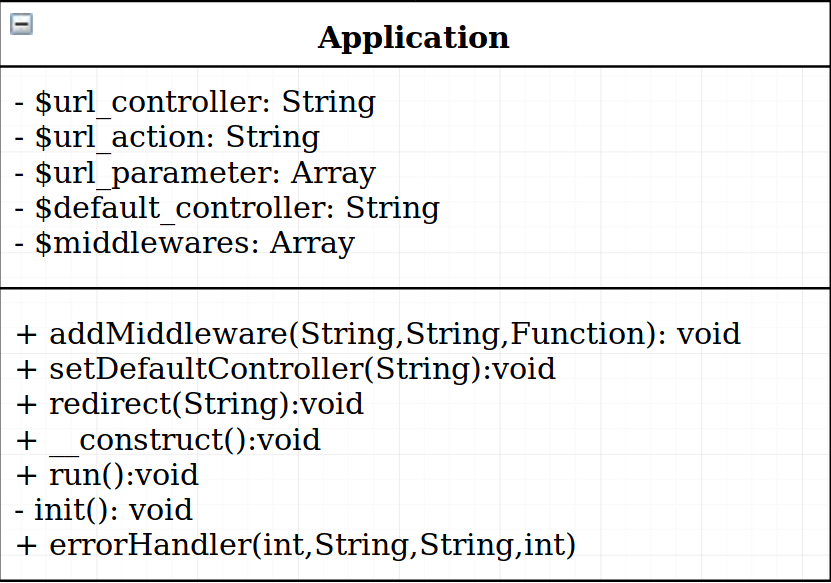 Application
- $url_controller: String
- $url_action: String
- $url_parameter: Array
- $default_controller: String
- $middlewares: Array
+ addMiddleware(String,String,Function): void
+ setDefaultController(String):void
+ redirect(String):void
+ __construct():void
+ run():void
- init(): void
+ errorHandler(int,String,String,int)